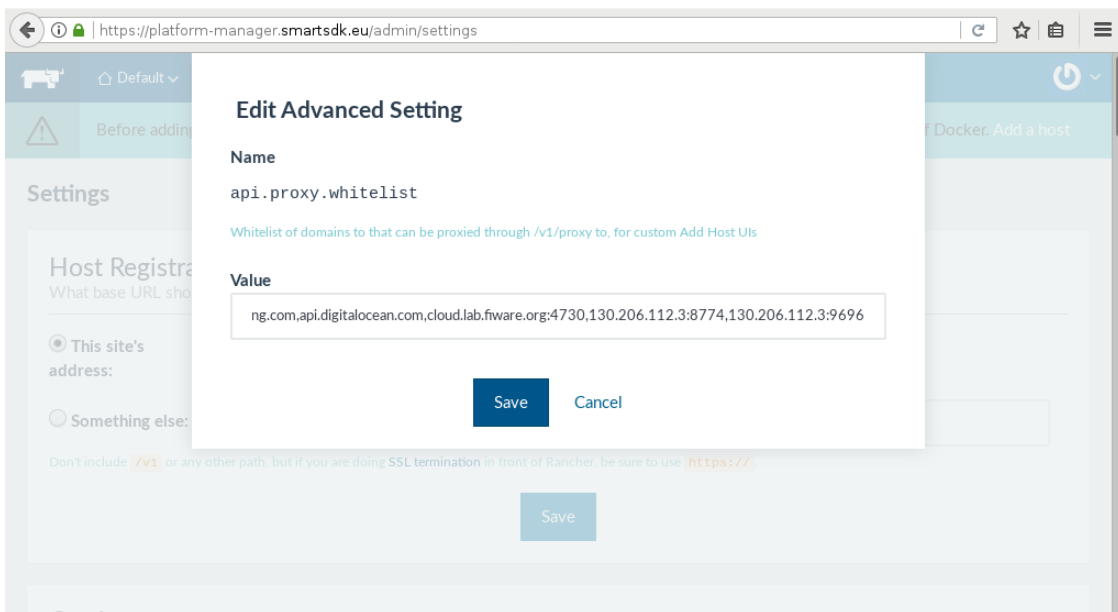 https://platform-manager.smartsdk.eu/admin/settings
Default
Before adding
f Docker. Add a host
Edit Advanced Setting
Name
api.proxy.whitelist
Whitelist of domains to that can be proxied through /v1/proxy to, for custom Add Host UIs
Value
ng.com,api.digitalocean.com,cloud.lab.fiware.org:4730,130.206.112.3:8774,130.206.112.3:9696
Save
Cancel
Settings
Host Registra
What base URL sho
This site's
address:
Something else:
Don't include /v1 or any other path, but if you are doing SSL termination in front of Rancher, be sure to use https://
Save